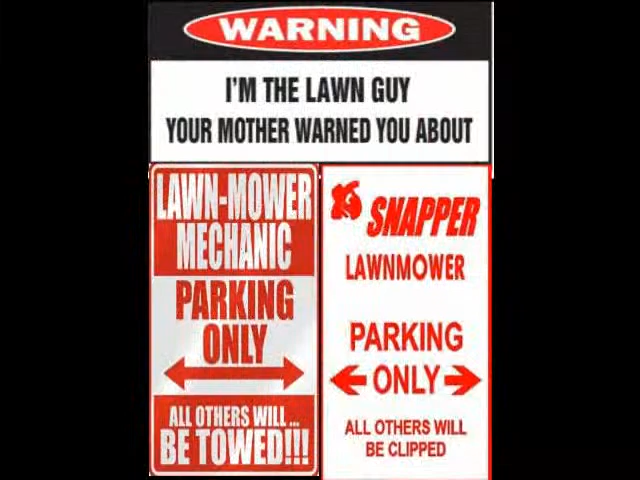 WARNING
I'M THE LAWN GUY
YOUR MOTHER WARNED YOU ABOUT
LAWN-MOWER
MECHANIC
PARKING
ONLY
ALL OTHERS WILL...
BE TOWED!!!
SNAPPER
LAWNMOWER
PARKING
ONLY
ALL OTHERS WILL
BE CLIPPED